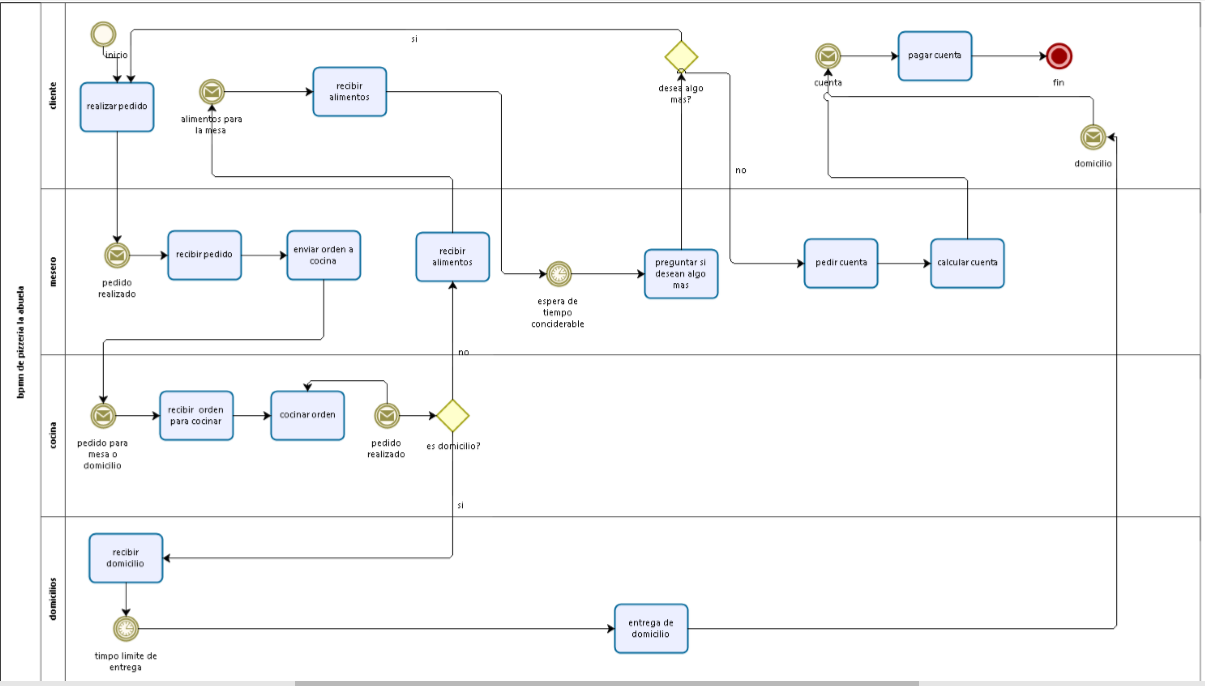 bpmn de pizzeria la abuela
cliente
inicio
realizar pedido
alimentos para
la mesa
recibir
alimentos
si
desea algo
mas?
no
cuenta
pagar cuenta
fin
domicilio
mesero
pedido
realizado
recibir pedido
enviar orden a
cocina
recibir
alimentos
espera de
tiempo
conciderable
preguntar si
desean algo
mas
pedir cuenta
calcular cuenta
no
cocina
pedido para
mesa o
domicilio
recibir orden
para cocinar
cocinar orden
pedido
realizado
es domicilio?
si
domicilios
recibir
domicilio
timpo limite de
entrega
entrega de
domicilio